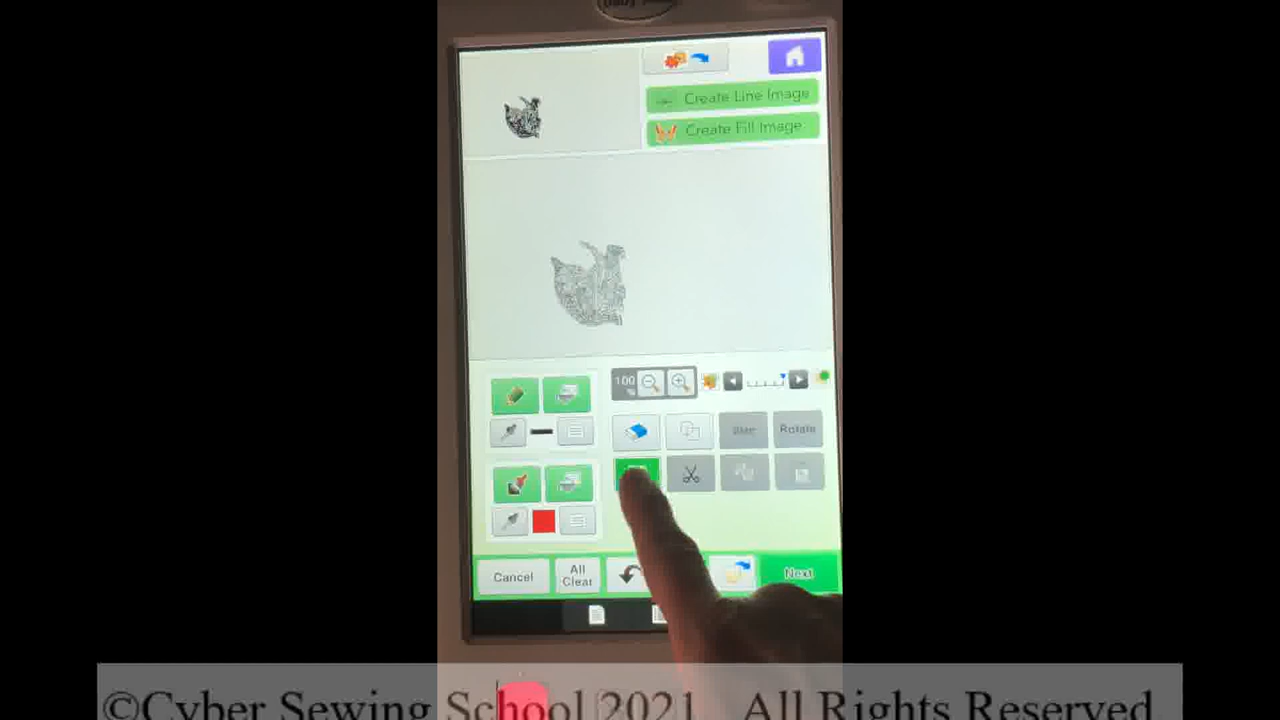 Create Line Image
Create Fill Image
100
Size Rotate
Cancel
All
Clear
Next
©Cyber Sewing School 2021 All Rights Reserved